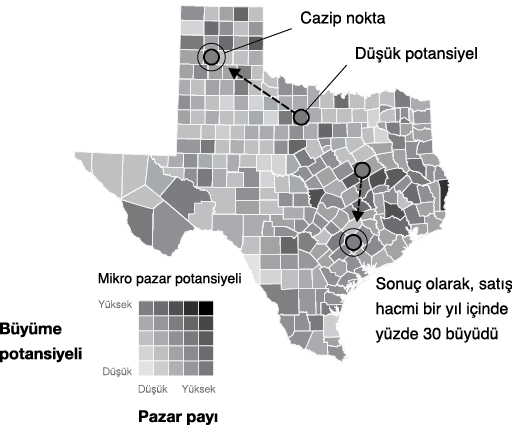 Cazip nokta
Düşük potansiyel
Sonuç olarak, satış
hacmi bir yıl içinde
yüzde 30 büyüdü
Mikro pazar potansiyeli
Yüksek
Büyüme
potansiyeli
Düşük
Düşük Yüksek
Pazar payı